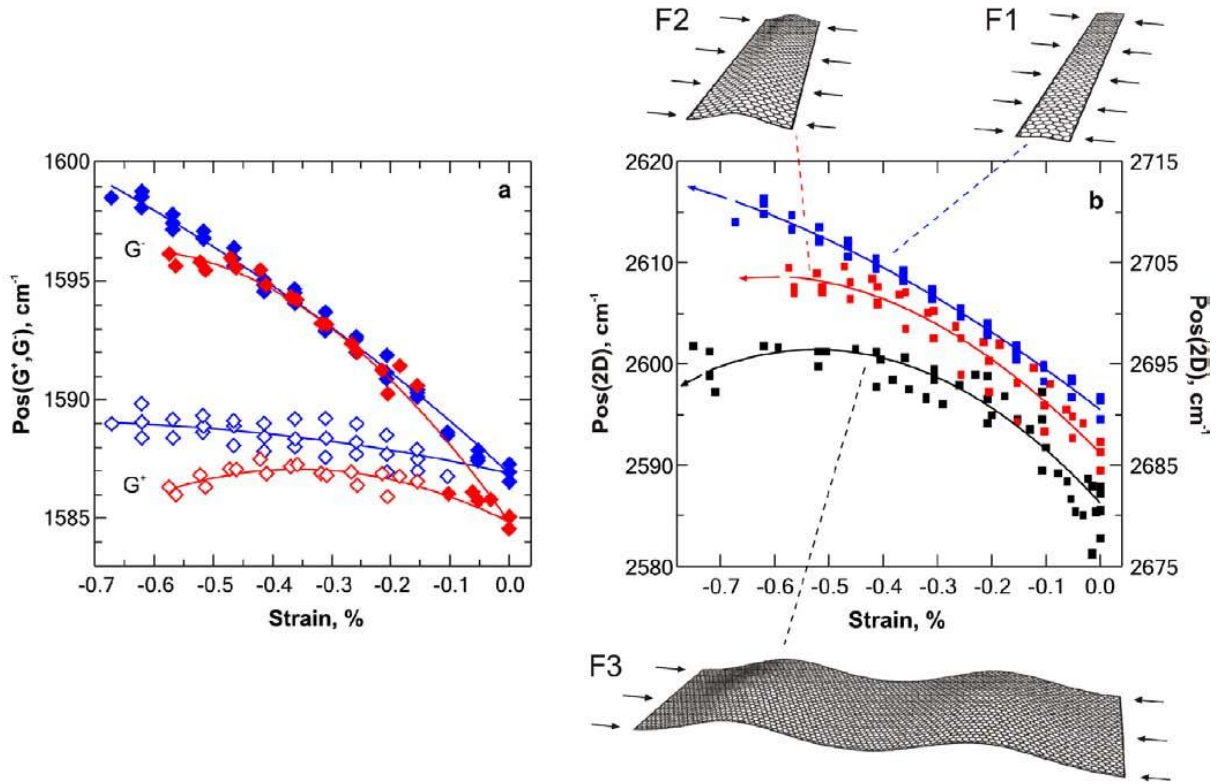 F2
F1
1600
1595
1590
1585
G-
G+
a
Pos(G+,G-), cm-1
-0.7 -0.6 -0.5 -0.4 -0.3 -0.2 -0.1 0.0
Strain, %
2620
2610
2600
2590
2580
Pos(2D), cm-1
b
2715
2705
2695
2685
2675
Pos(2D), cm-1
-0.7 -0.6 -0.5 -0.4 -0.3 -0.2 -0.1 0.0
Strain, %
F3